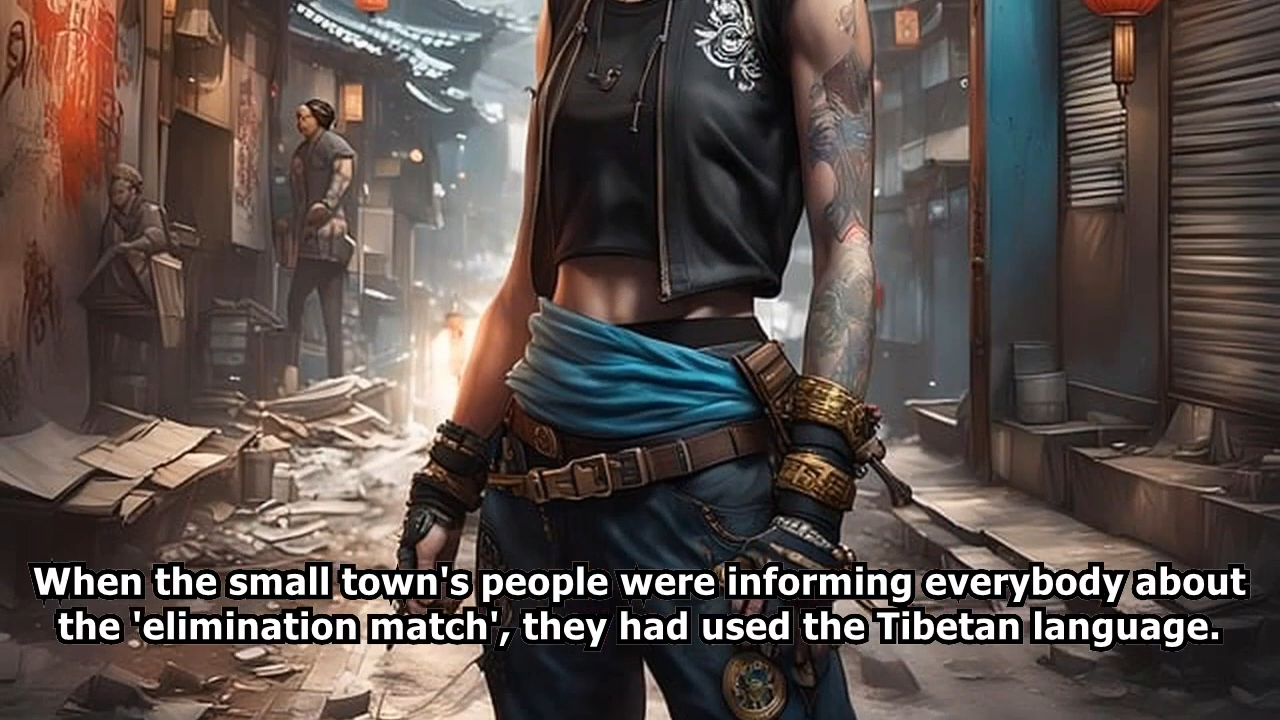 When the small town's people were informing everybody about
the 'elimination match', they had used the Tibetan language.